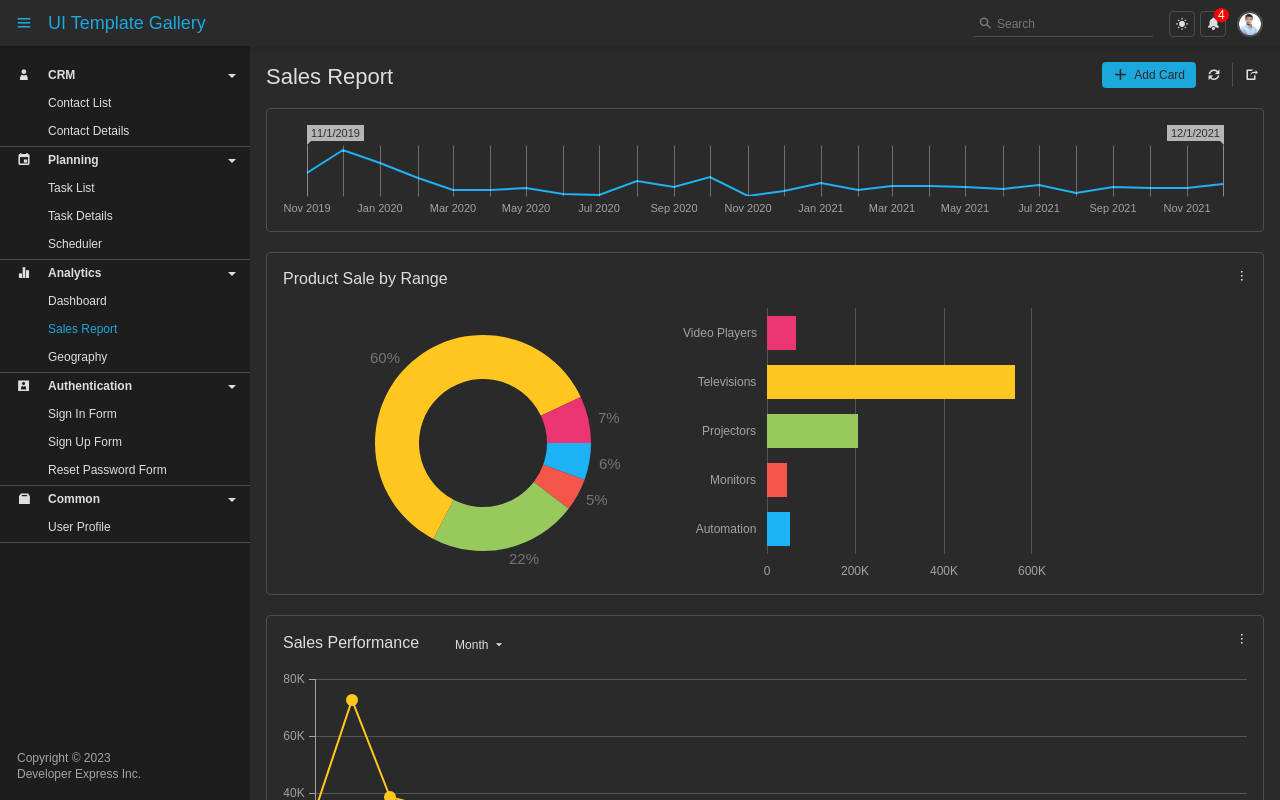 UI Template Gallery
Search
4
CRM
Contact List
Contact Details
Planning
Task List
Task Details
Scheduler
Analytics
Dashboard
Sales Report
Geography
Authentication
Sign In Form
Sign Up Form
Reset Password Form
Common
User Profile
Copyright © 2023
Developer Express Inc.
Sales Report
Add Card
11/1/2019 12/1/2021
Nov 2019 Jan 2020 Mar 2020 May 2020 Jul 2020 Sep 2020 Nov 2020 Jan 2021 Mar 2021 May 2021 Jul 2021 Sep 2021 Nov 2021
Product Sale by Range
60%
7%
6%
5%
22%
Video Players
Televisions
Projectors
Monitors
Automation
0 200K 400K 600K
Sales Performance Month
80K
60K
40K